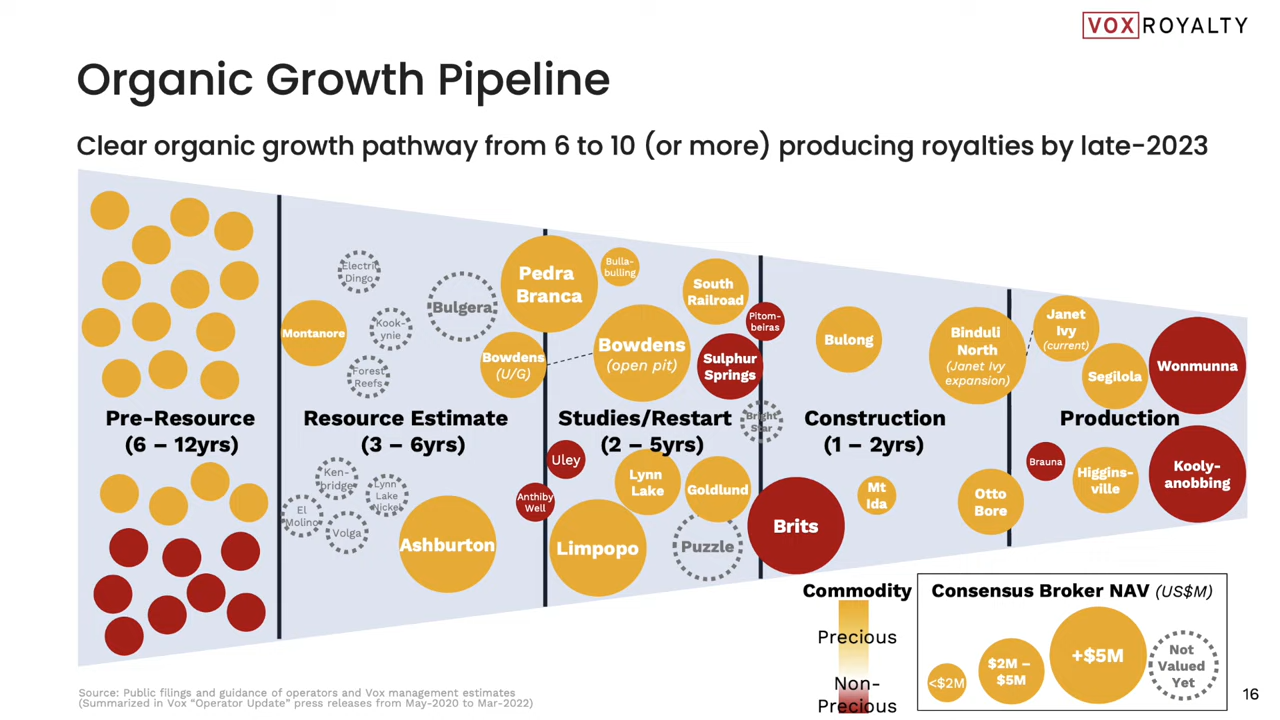 VOX ROYALTY
Organic Growth Pipeline
Clear organic growth pathway from 6 to 10 (or more) producing royalties by late-2023
Electric
Dingo
Montanore
Kook-
ynie
Forest
Reefs
Bulgera
Pedra
Branca
Bowdens
(U/G)
Bulla-
bulling
Bowdens
(open pit)
South
Railroad
Sulphur
Springs
Pitom-
beiras
Bright
Star
Bulong
Binduli
North
(Janet Ivy
expansion)
Janet
Ivy
(current)
Segilola
Wonmunna
Pre-Resource
(6 – 12yrs)
Resource Estimate
(3 – 6yrs)
Studies/Restart
(2 – 5yrs)
Construction
(1 – 2yrs)
Production
Ken-
bridge
El
Molino
Volga
Lynn
Lake
Nickel
Ashburton
Anthiby
Well
Uley
Limpopo
Lynn
Lake
Goldlund
Puzzle
Brits
Mt
Ida
Otto
Bore
Brauna
Higgins-
ville
Kooly-
anobbing
Commodity
Precious
Non-
Precious
Consensus Broker NAV (US$M)
<$2M
$2M –
$5M
+$5M
Not
Valued
Yet
Source: Public filings and guidance of operators and Vox management estimates
(Summarized in Vox “Operator Update” press releases from May-2020 to Mar-2022)
16